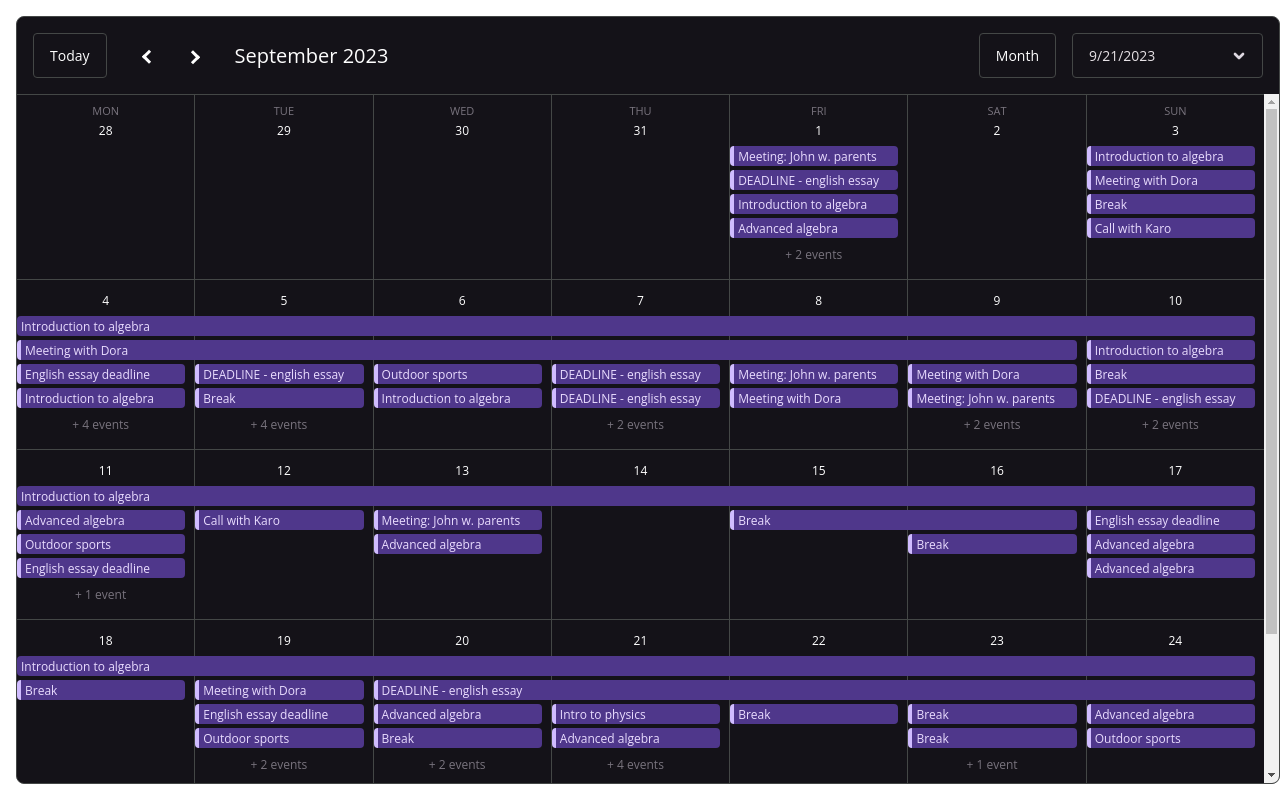 Today September 2023 Month 9/21/2023
MON TUE WED THU FRI SAT SUN
28 29 30 31 1 2 3
Meeting: John w. parents Introduction to algebra
DEADLINE - english essay Meeting with Dora
Introduction to algebra Break
Advanced algebra Call with Karo
+ 2 events
4 5 6 7 8 9 10
Introduction to algebra
Meeting with Dora Introduction to algebra
English essay deadline DEADLINE - english essay Outdoor sports DEADLINE - english essay Meeting: John w. parents Meeting with Dora Break
Introduction to algebra Break Introduction to algebra DEADLINE - english essay Meeting with Dora Meeting: John w. parents DEADLINE - english essay
+ 4 events + 4 events + 2 events + 2 events + 2 events
11 12 13 14 15 16 17
Introduction to algebra
Advanced algebra Call with Karo Meeting: John w. parents Break English essay deadline
Outdoor sports Advanced algebra Break Advanced algebra
English essay deadline Advanced algebra
+ 1 event
18 19 20 21 22 23 24
Introduction to algebra
Break Meeting with Dora DEADLINE - english essay
English essay deadline Advanced algebra Intro to physics Break Break Advanced algebra
Outdoor sports Break Advanced algebra Break Outdoor sports
+ 2 events + 2 events + 4 events + 1 event